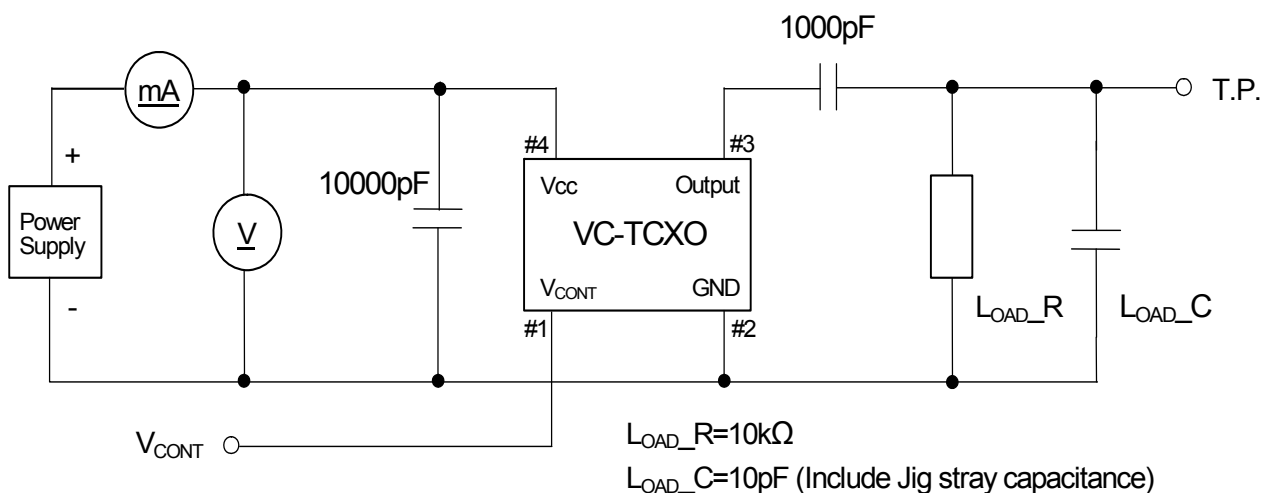 1000pF
mA
T.P.
#4
#3
+
10000pF
Vcc
Output
Power
Supply
V
VC-TCXO
VCONT
GND
-
#1
#2
LOAD_R
LOAD_C
VCONT
LOAD_R=10kΩ
LOAD_C=10pF (Include Jig stray capacitance)